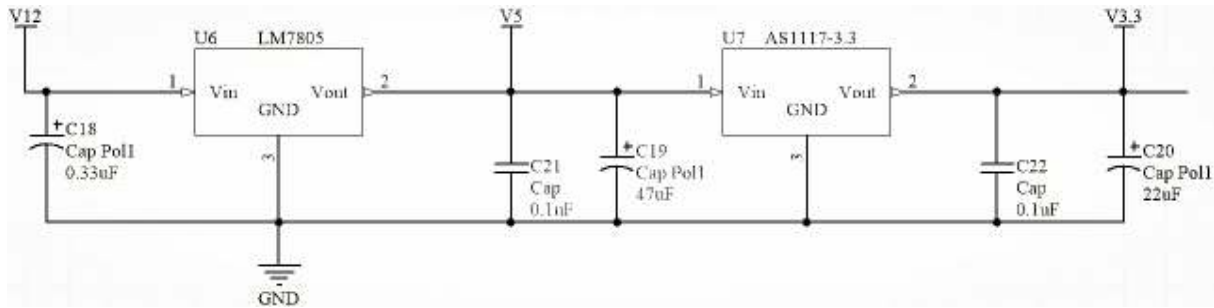 V12
V5
V3.3
U6 LM7805
U7 AS1117-3.3
1 Vin Vout 2
GND
3
1 Vin Vout 2
GND
3
C18
Cap Pol1
0.33uF
C21
Cap
0.1uF
C19
Cap Pol1
47uF
C22
Cap
0.1uF
C20
Cap Pol1
22uF
GND